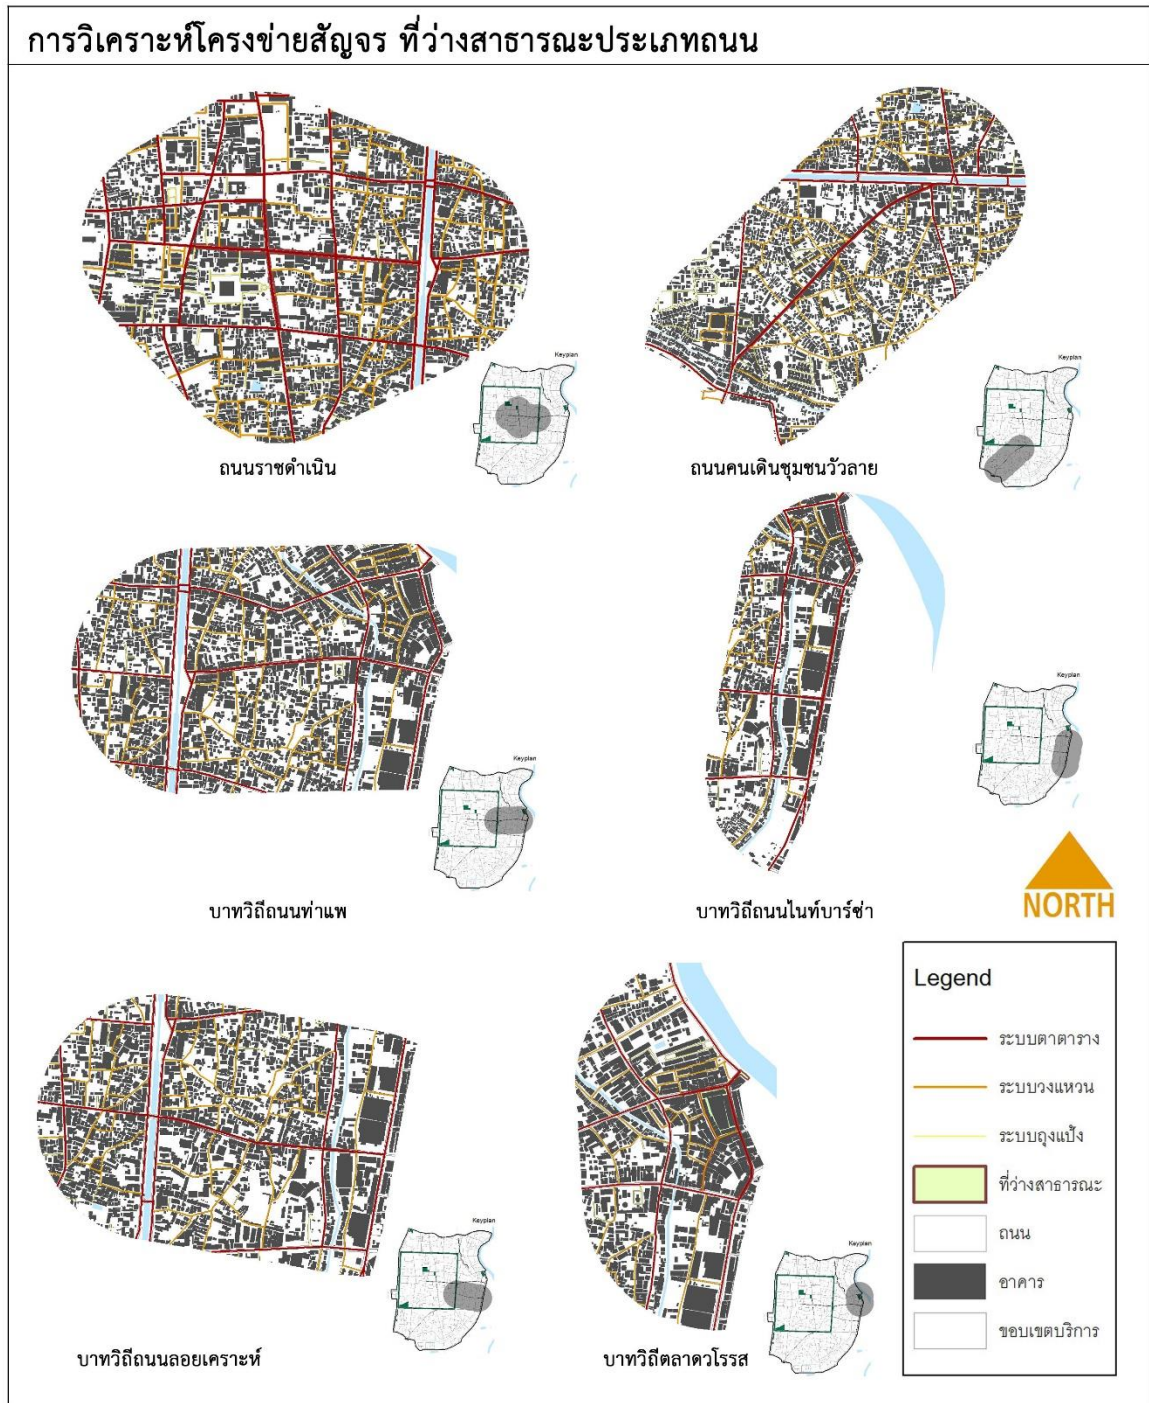 การวิเคราะห์โครงข่ายสัญจร ที่ว่างสาธารณะประเภทถนน
Keyplan
ถนนราชดำเนิน
Keyplan
ถนนคนเดินชุมชนวัวลาย
Keyplan
บาทวิถีถนนท่าแพ
Keyplan
บาทวิถีถนนไนท์บาร์ซ่า
NORTH
Keyplan
บาทวิถีถนนลอยเคราะห์
Keyplan
บาทวิถีตลาดวโรรส
Legend
ระบบตาตาราง
ระบบวงแหวน
ระบบถุงแป้ง
ที่ว่างสาธารณะ
ถนน
อาคาร
ขอบเขตบริการ